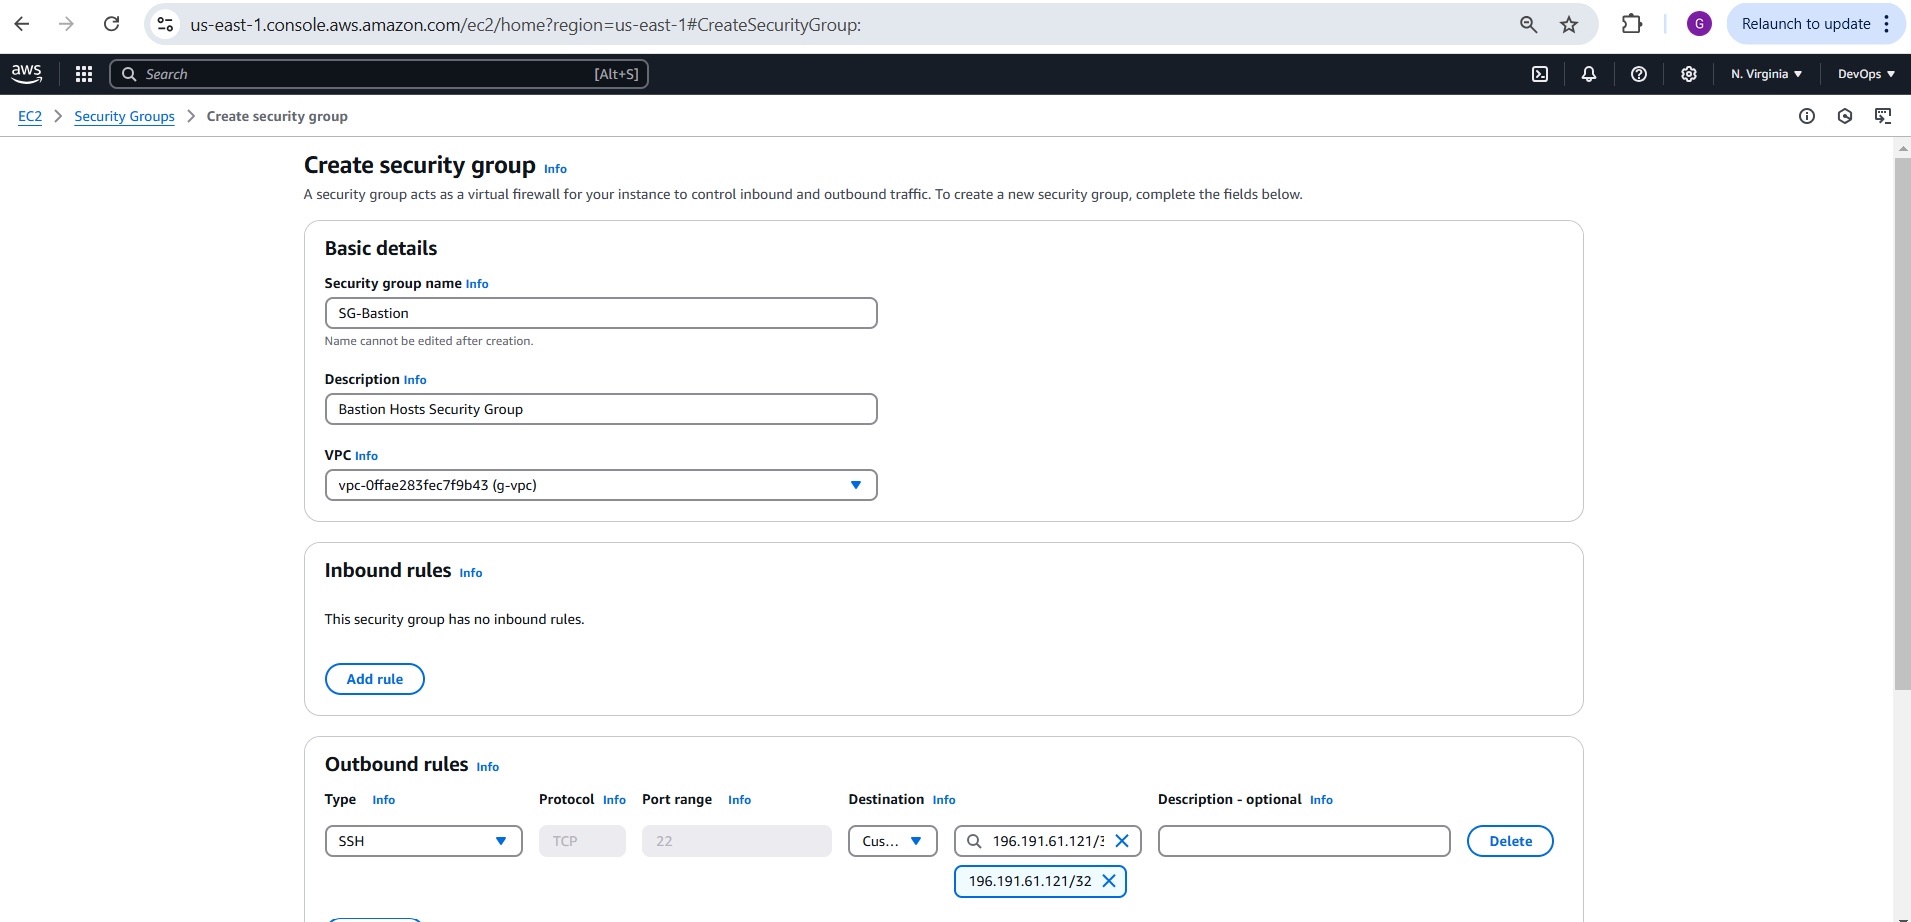 us-east-1.console.aws.amazon.com/ec2/home?region=us-east-1#CreateSecurityGroup:
G
Relaunch to update
aws
Search
[Alt+S]
N. Virginia
DevOps
EC2 > Security Groups > Create security group
Create security group Info
A security group acts as a virtual firewall for your instance to control inbound and outbound traffic. To create a new security group, complete the fields below.
Basic details
Security group name Info
SG-Bastion
Name cannot be edited after creation.
Description Info
Bastion Hosts Security Group
VPC Info
vpc-0ffae283fec7f9b43 (g-vpc)
Inbound rules Info
This security group has no inbound rules.
Add rule
Outbound rules Info
Type Info Protocol Info Port range Info Destination Info Description - optional Info
SSH TCP 22 Cus... 196.191.61.121/3 Delete
196.191.61.121/32